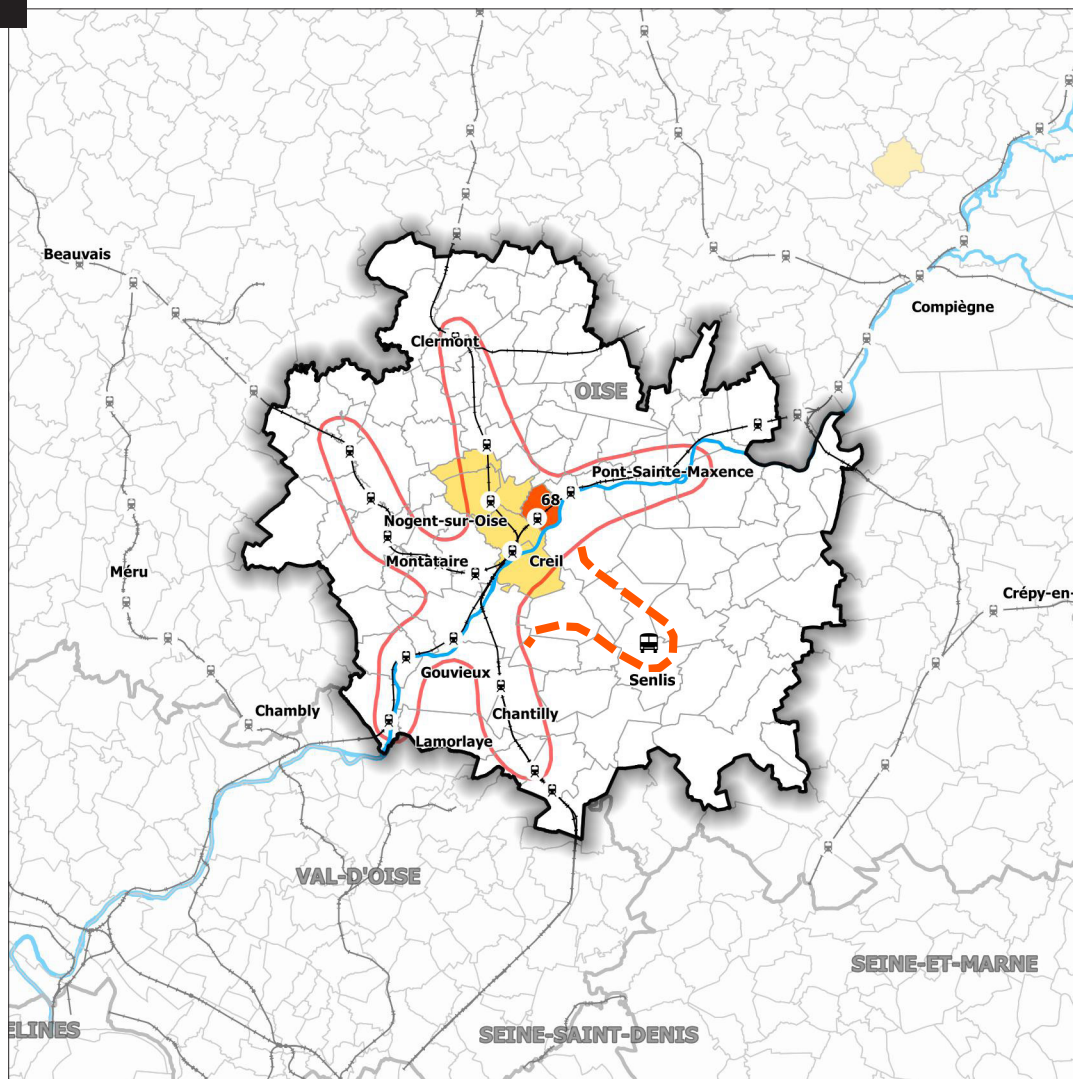 Beauvais
Compiègne
Clermont
OISE
Pont-Sainte-Maxence
68
Nogent-sur-Oise
Montataire
Creil
Méru
Crépy-en-
Gouvieux
Senlis
Chambly
Chantilly
Lamorlaye
VAL-D'OISE
SEINE-ET-MARNE
ELINES
SEINE-SAINT-DENIS